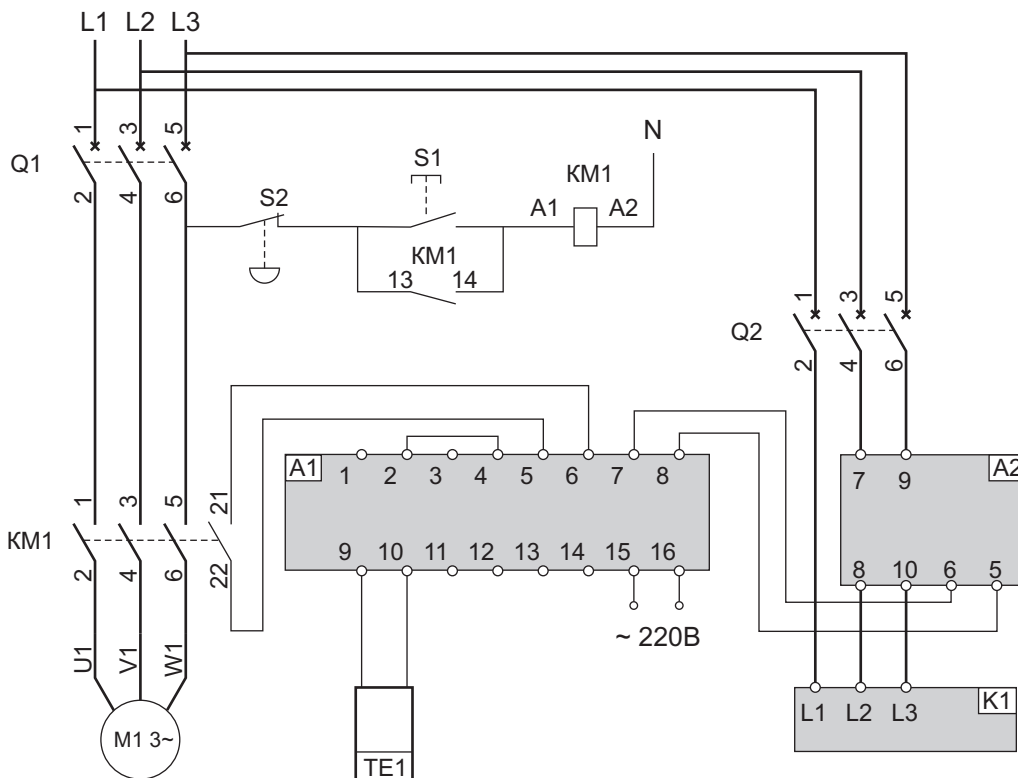 L1 L2 L3
1 3 5
Q1
2 4 6
S2
S1
KM1
13 14
A1
KM1
A2
N
1 3 5
Q2
2 4 6
A1
1 2 3 4 5 6 7 8
9 10 11 12 13 14 15 16
~ 220В
A2
7 9
8 10 6 5
1 3 5 21
KM1
2 4 6 22
U1 V1 W1
M1 3~
TE1
L1 L2 L3
K1